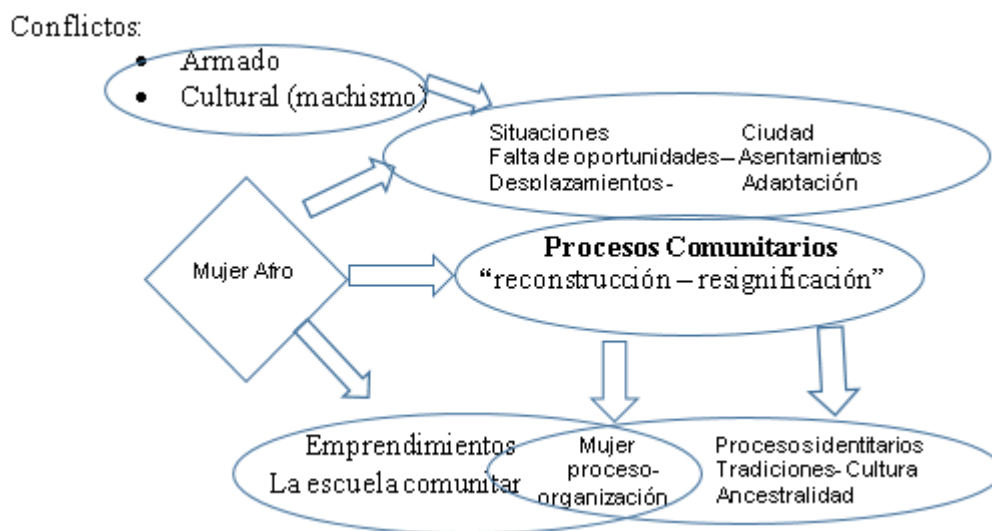 Conflictos:
• Armado
• Cultural (machismo)
Situaciones Ciudad
Falta de oportunidades – Asentamientos
Desplazamientos- Adaptación
Mujer Afro
Procesos Comunitarios
“reconstrucción – resignificación”
Emprendimientos
La escuela comunitar
Mujer
proceso-
organización
Procesos identitarios
Tradiciones- Cultura
Ancestralidad